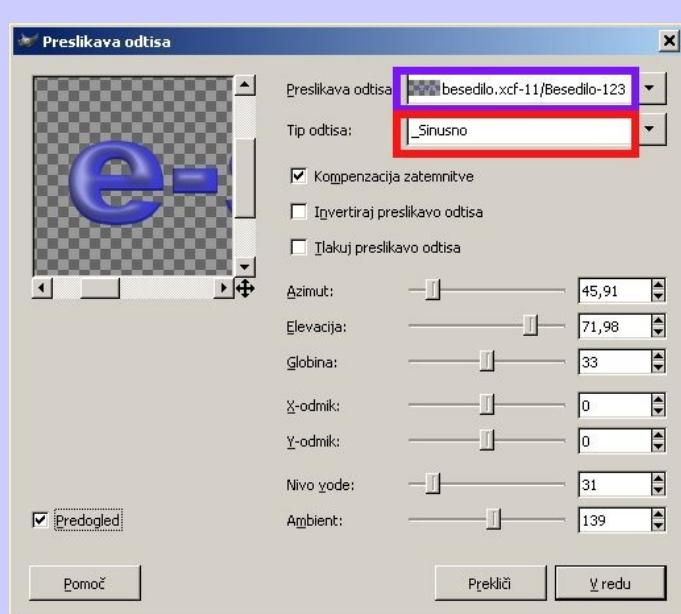 Preslikava odtisa
e-s
Preslikava odtisa besedilo.xcf-11/Besedilo-123
Tip odtisa: _Sinusno
Kompenzacija zatemnitve
Invertiraj preslikavo odtisa
Tlakuj preslikavo odtisa
Azimut: 45,91
Elevacija: 71,98
Globina: 33
X-odmik: 0
Y-odmik: 0
Nivo vode: 31
Predogled
Ambient: 139
Pomoč
Prekliči
V redu